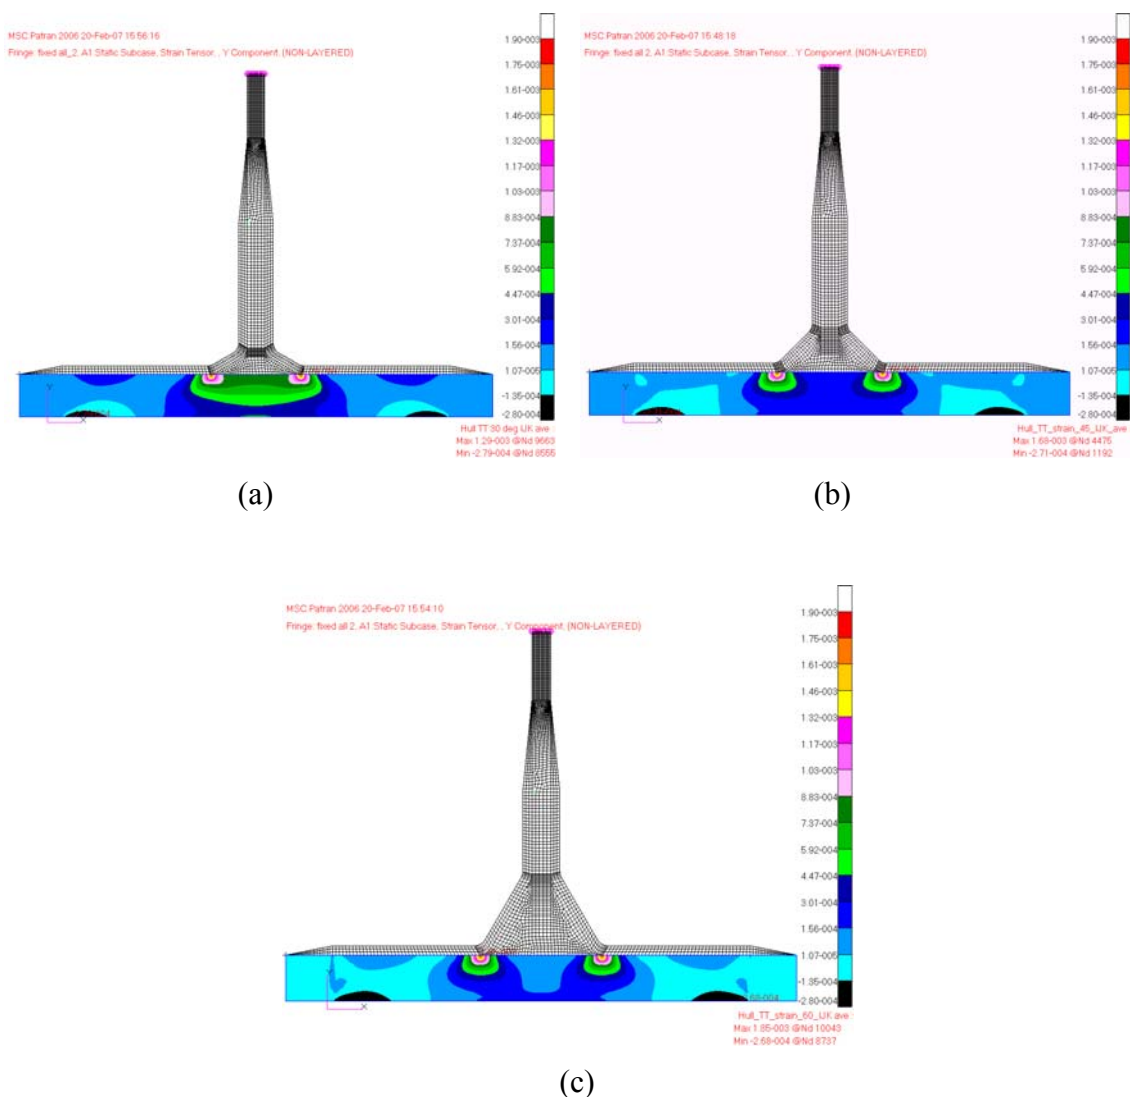 MSC Patran 2006 20-Feb-07 15:56:16
Fringe: fixed all_2, A1:Static Subcase, Strain Tensor, , Y Component, (NON-LAYERED)
1.90-003
1.75-003
1.61-003
1.46-003
1.32-003
1.17-003
1.03-003
8.83-004
7.37-004
5.92-004
4.47-004
3.01-004
1.56-004
1.07-005
-1.35-004
-2.80-004
Y
X
Hull TT 30 deg UK ave :
Max 1.29-003 @Nd 9663
Min -2.79-004 @Nd 8555
(a)
MSC Patran 2006 20-Feb-07 15:48:18
Fringe: fixed all 2, A1:Static Subcase, Strain Tensor, , Y Component, (NON-LAYERED)
1.90-003
1.75-003
1.61-003
1.46-003
1.32-003
1.17-003
1.03-003
8.83-004
7.37-004
5.92-004
4.47-004
3.01-004
1.56-004
1.07-005
-1.35-004
-2.80-004
Y
X
Hull_TT_strain_45_UK_ave
Max 1.69-003 @Nd 4475
Min -2.71-004 @Nd 1192
(b)
MSC Patran 2006 20-Feb-07 15:54:10
Fringe: fixed all 2, A1:Static Subcase, Strain Tensor, , Y Component, (NON-LAYERED)
1.90-003
1.75-003
1.61-003
1.46-003
1.32-003
1.17-003
1.03-003
8.83-004
7.37-004
5.92-004
4.47-004
3.01-004
1.56-004
1.07-005
-1.35-004
-2.80-004
X
Hull_TT_strain_60_UK ave :
Max 1.85-003 @Nd 10043
Min -2.68-004 @Nd 8737
(c)